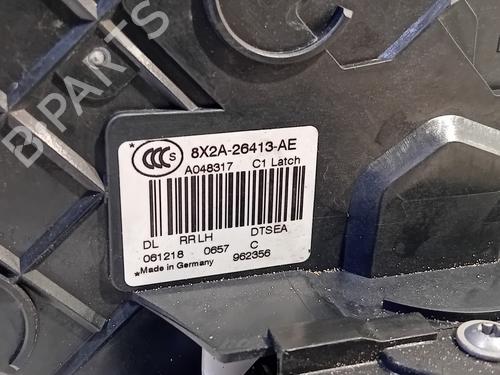 B-PARTS
CCC S 8X2A-26413-AE
A048317 C1 Latch
DL RR LH DTSEA
061218 0657 C
Made in Germany 962356